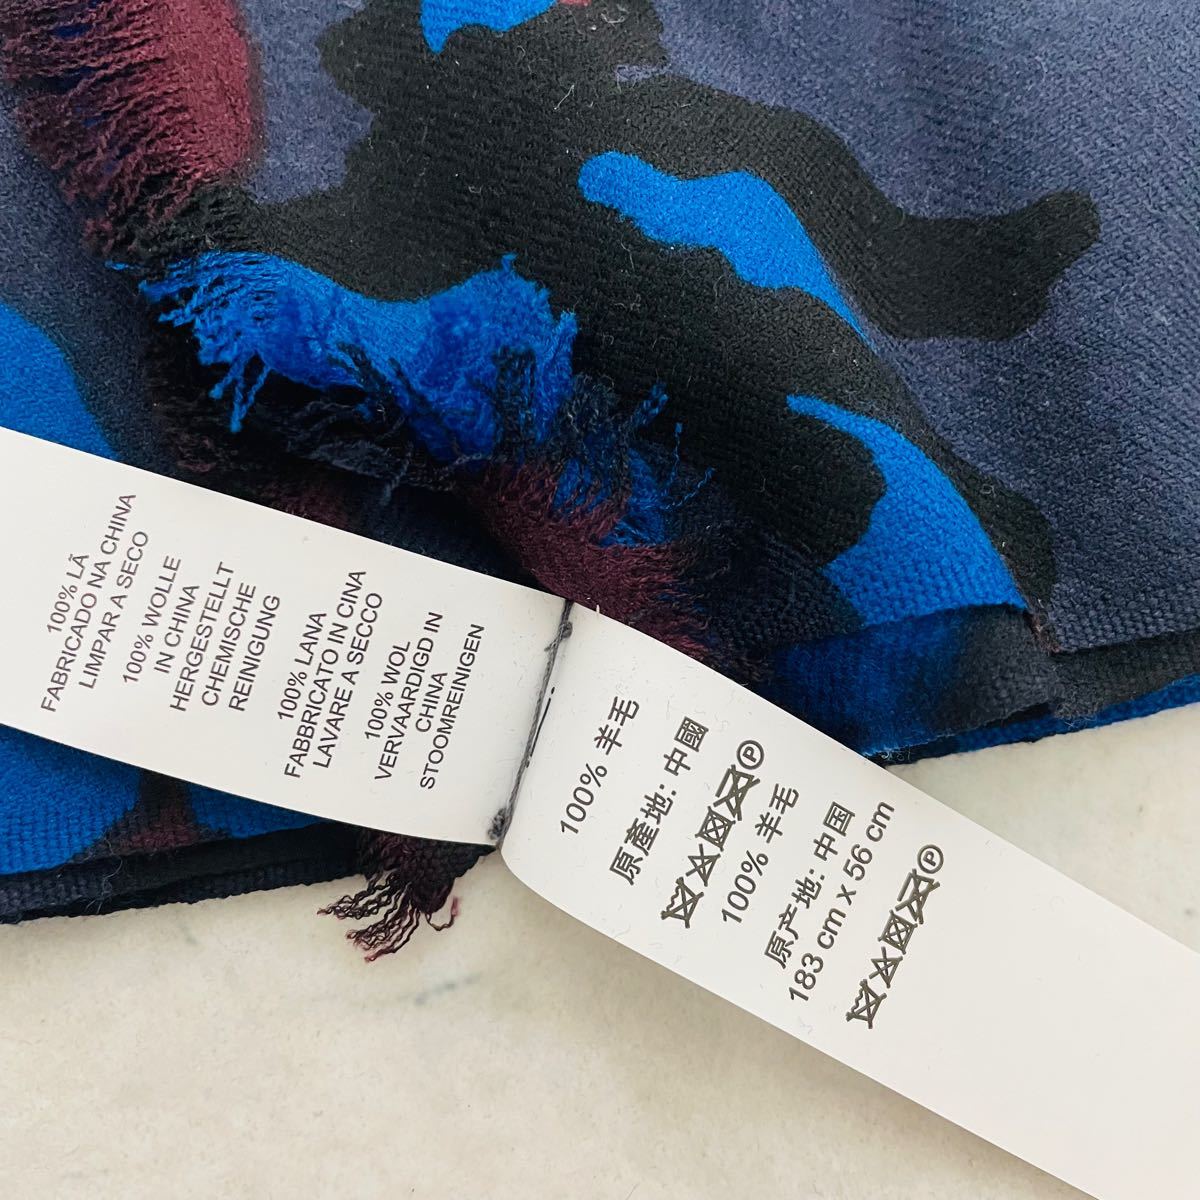 100% LÃ
FABRICADO NA CHINA
LIMPAR A SECO
100% WOLLE
IN CHINA
HERGESTELLT
CHEMISCHE
REINIGUNG
100% LANA
FABBRICATO IN CINA
LAVARE A SECCO
100% WOL
VERVAARDIGD IN
CHINA
STOOMREINIGEN
100% 羊毛
原產地: 中國
P
100% 羊毛
原产地: 中国
183 cm x 56 cm
P